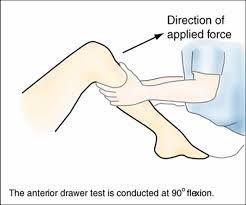 Direction of
applied force
The anterior drawer test is conducted at 90° flexion.